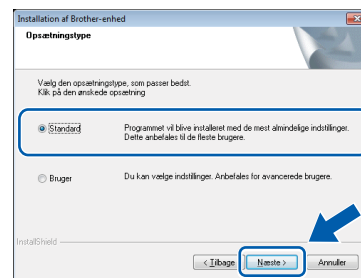 Installation af Brother-enhed
Opsætningstype
Vælg den opsætningstype, som passer bedst.
Klik på den ønskede opsætning
Standard
Programmet vil blive installeret med de mest almindelige indstillinger.
Dette anbefales til de fleste brugere.
Bruger
Du kan vælge indstillinger. Anbefales for avancerede brugere.
InstallShield
< Tilbage
Næste >
Annuller